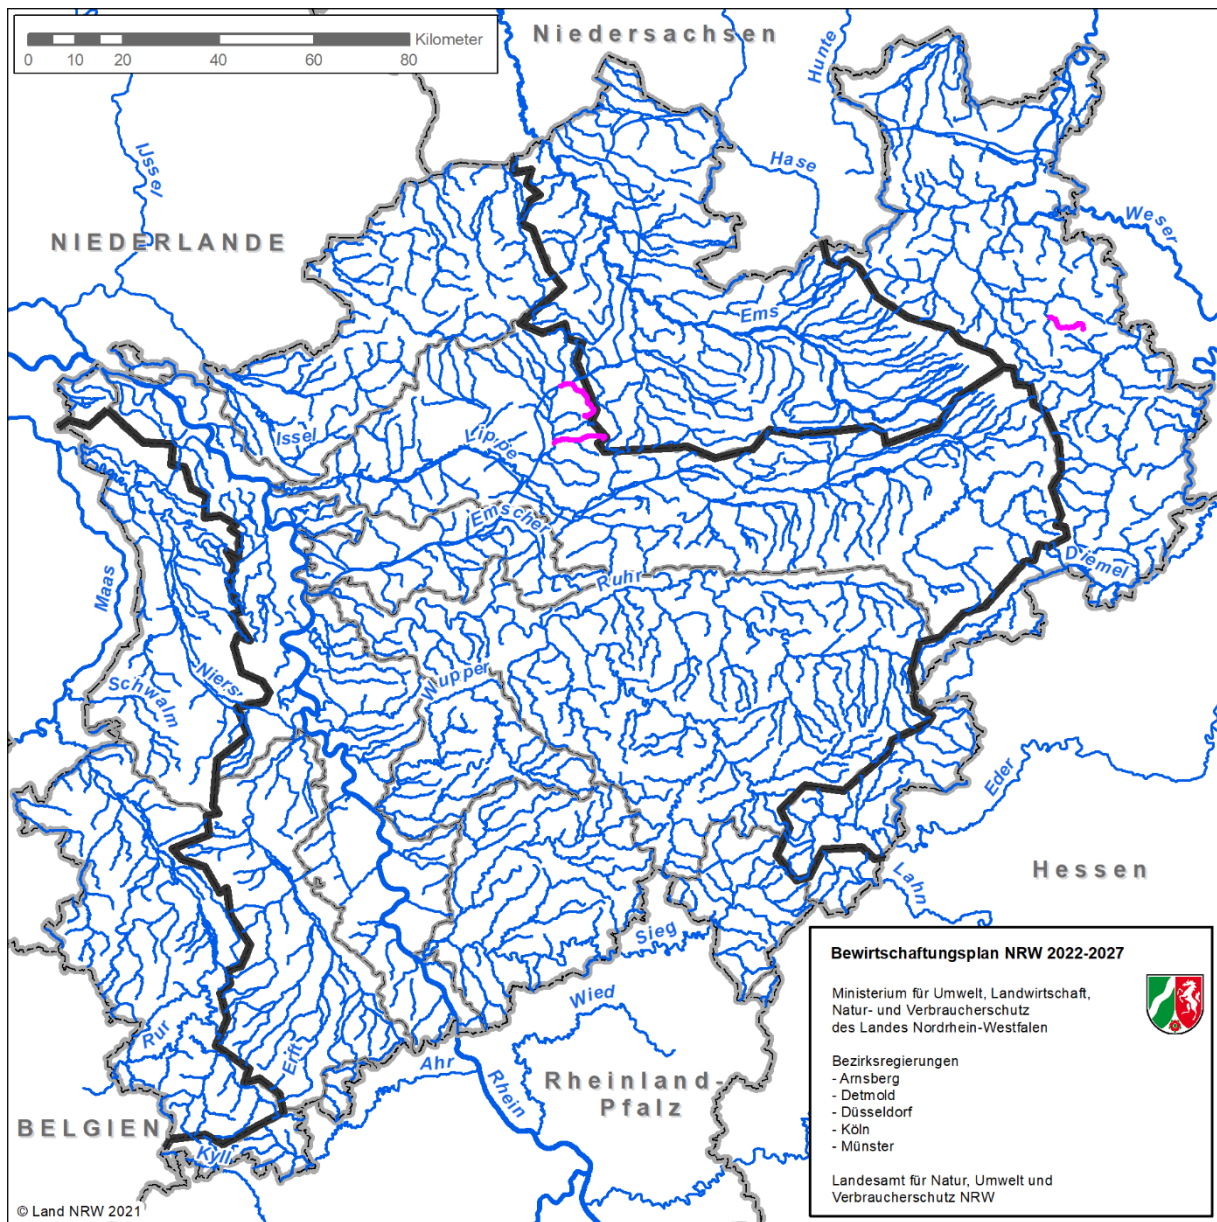 Kilometer
0 10 20 40 60 80
Niedersachsen
Hunte
IJssel
Hase
NIEDERLANDE
Weser
Ems
Issel
Lippe
Emscher
Diemel
Ruhr
Maas
Wupper
Niers
Schwalm
Eder
Hessen
Lahn
Sieg
Wied
Rur
Erft
Ahr
Rhein
Rheinland-
Pfalz
BELGIEN
Kyll
Bewirtschaftungsplan NRW 2022-2027
Ministerium für Umwelt, Landwirtschaft,
Natur- und Verbraucherschutz
des Landes Nordrhein-Westfalen
Bezirksregierungen
- Arnsberg
- Detmold
- Düsseldorf
- Köln
- Münster
Landesamt für Natur, Umwelt und
Verbraucherschutz NRW
© Land NRW 2021